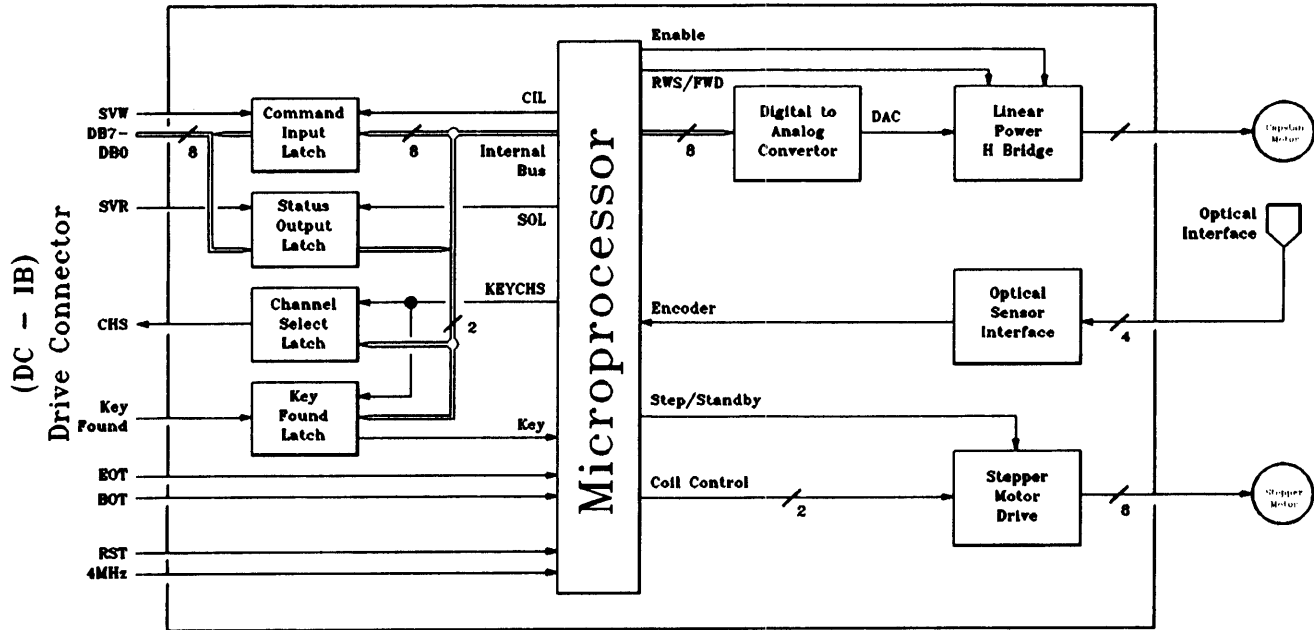 (DC - IB)
Drive Connector
SVW
DB7-
DB0
8
SVR
CHS
Key
Found
EOT
BOT
RST
4MHz
Command
Input
Latch
Status
Output
Latch
Channel
Select
Latch
Key
Found
Latch
CIL
8
Internal
Bus
SOL
KEYCHS
2
Key
Microprocessor
Enable
RWS/FWD
8
Digital to
Analog
Convertor
DAC
Linear
Power
H Bridge
Capstan
Motor
Optical
Interface
Encoder
Optical
Sensor
Interface
4
Step/Standby
Coil Control
2
Stepper
Motor
Drive
8
Stepper
Motor